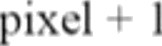 pixel + 1